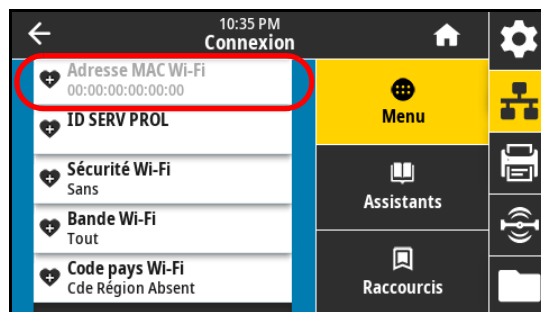 10:35 PM
Connexion
Adresse MAC Wi-Fi
00:00:00:00:00:00
ID SERV PROL
Sécurité Wi-Fi
Sans
Bande Wi-Fi
Tout
Code pays Wi-Fi
Cde Région Absent
Menu
Assistants
Raccourcis